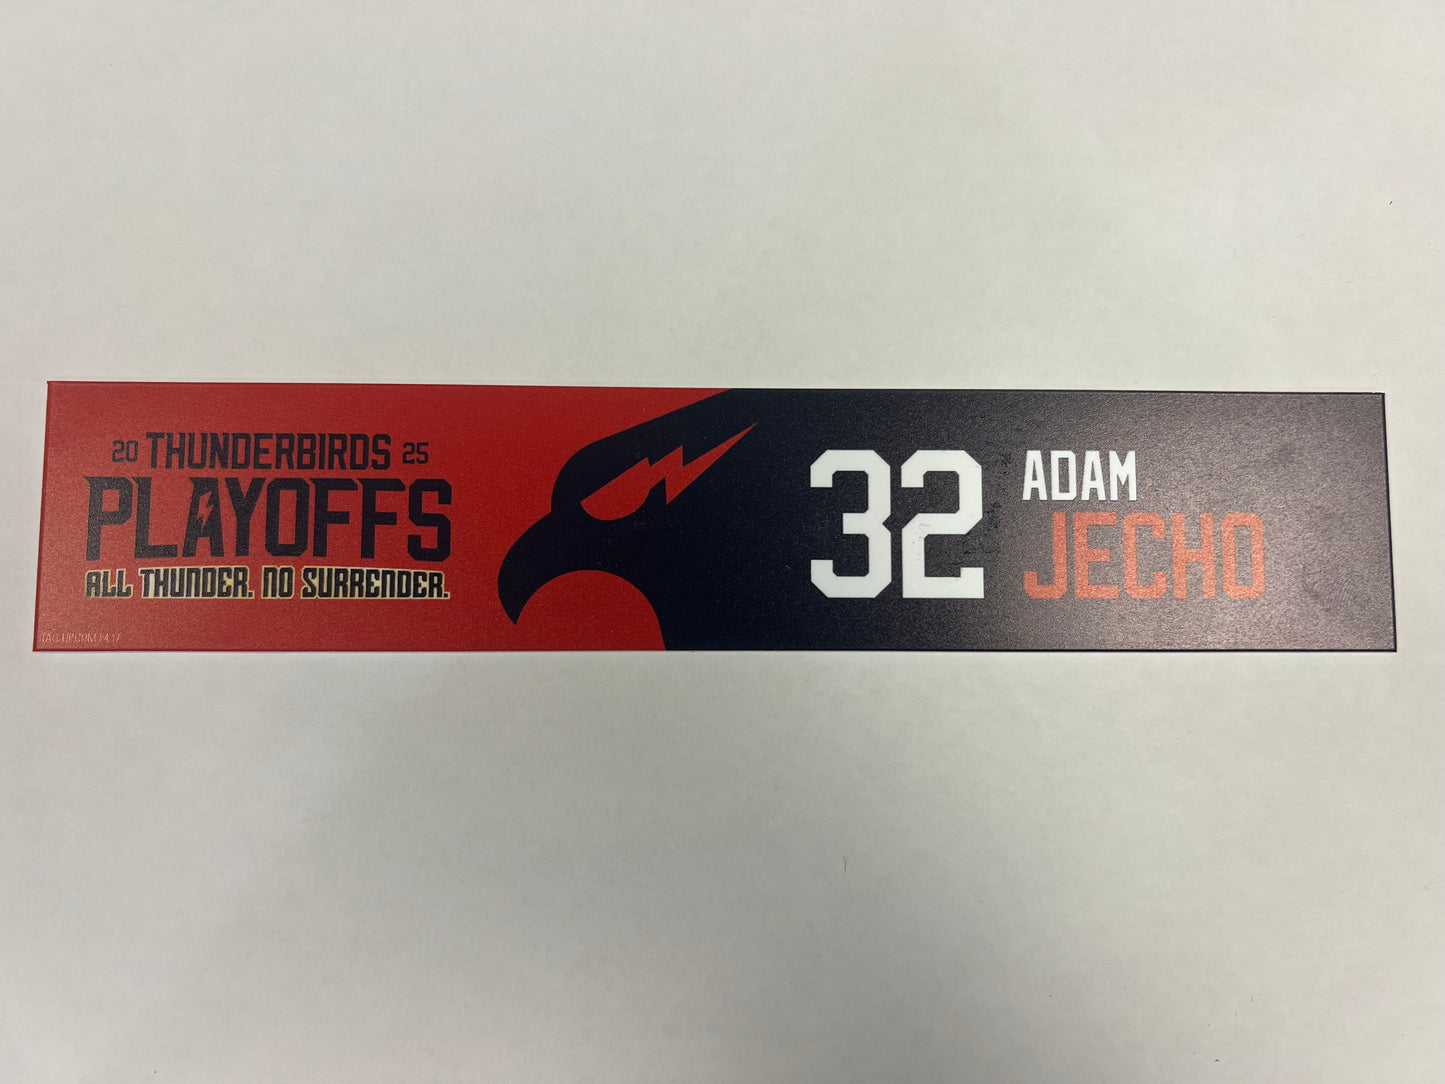 20 THUNDERBIRDS 25
PLAYOFFS
ALL THUNDER. NO SURRENDER.
32
ADAM
JECHO